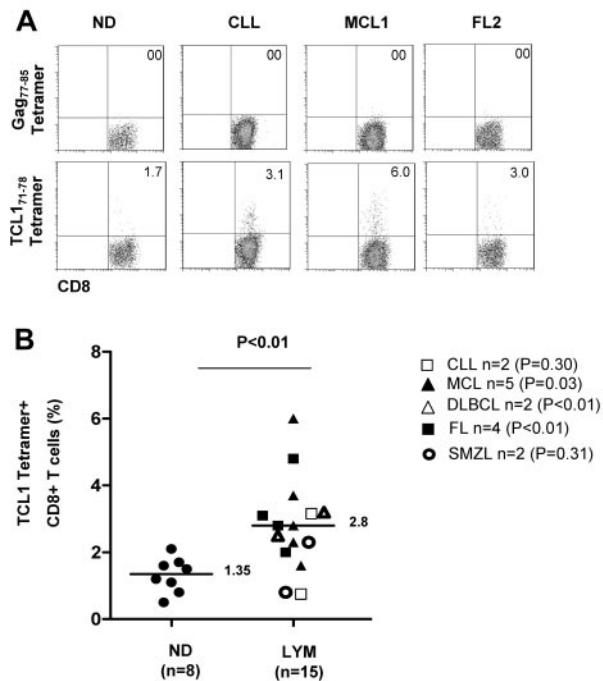 A
ND CLL MCL1 FL2
Gag77-85 Tetramer
00 00 00 00
TCL171-78 Tetramer
1.7 3.1 6.0 3.0
CD8
B
P<0.01
8
6
4
2
0
TCL1 Tetramer+
CD8+ T cells (%)
1.35
2.8
ND
(n=8)
LYM
(n=15)
CLL n=2 (P=0.30)
MCL n=5 (P=0.03)
DLBCL n=2 (P<0.01)
FL n=4 (P<0.01)
SMZL n=2 (P=0.31)